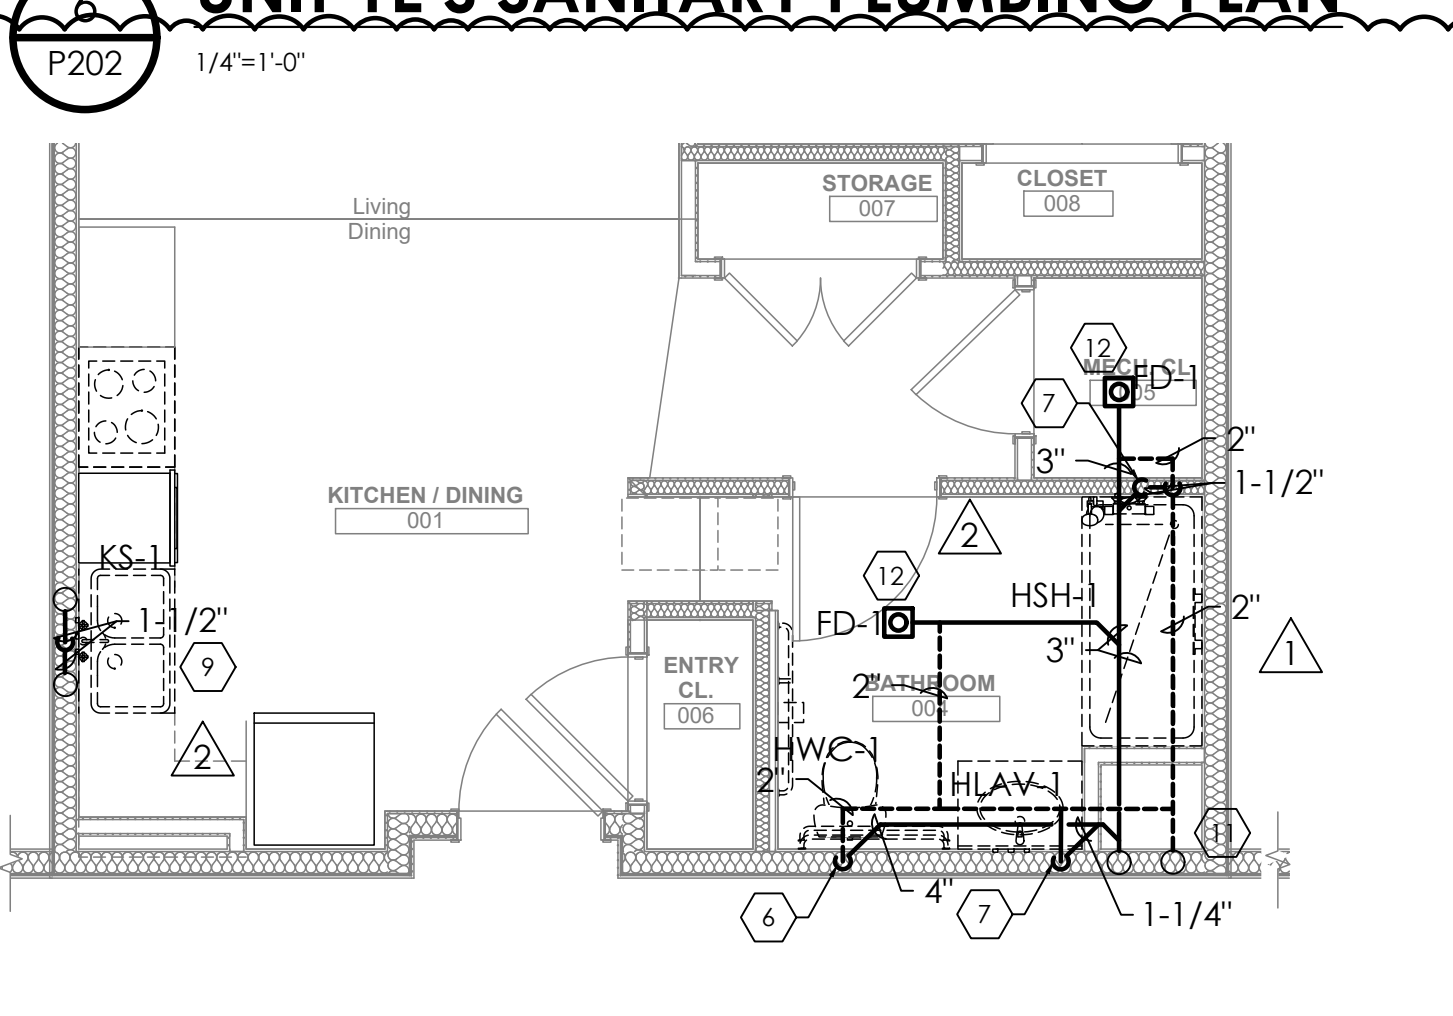 SANITARY PLUMBING PLAN
P202
1/4"=1'-0"
STORAGE
007
CLOSET
008
Living
Dining
12
MECH. CL.
FD-1
7
2"
3"
1-1/2"
KITCHEN / DINING
001
2
12
KS-1
HSH-1
1-1/2"
FD-1
2"
9
3"
1
ENTRY
CL.
006
2"
BATHROOM
004
2
HWC-1
2"
HLAV-1
11
4"
6
7
1-1/4"